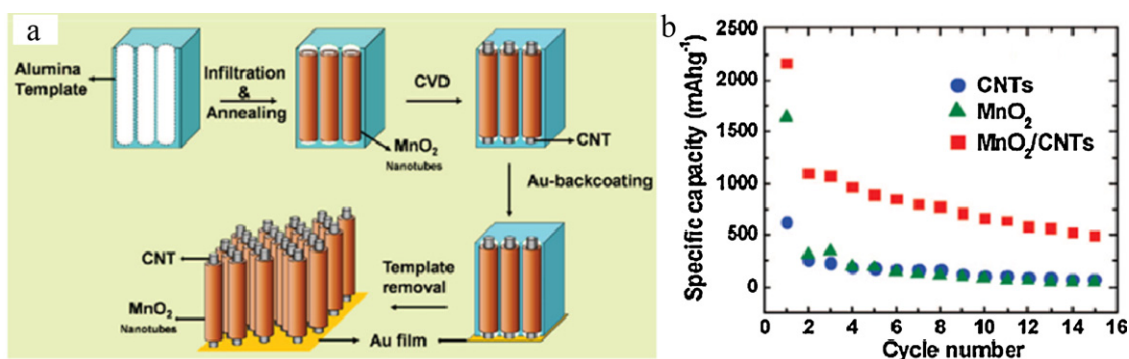 a
Alumina
Template
Infiltration
&
Annealing
MnO2
Nanotubes
CVD
CNT
Au-backcoating
CNT
MnO2
Nanotubes
Template
removal
Au film
b
Specific capacity (mAhg-1)
2500
2000
1500
1000
500
0
CNTs
MnO2
MnO2/CNTs
0 2 4 6 8 10 12 14 16
Cycle number